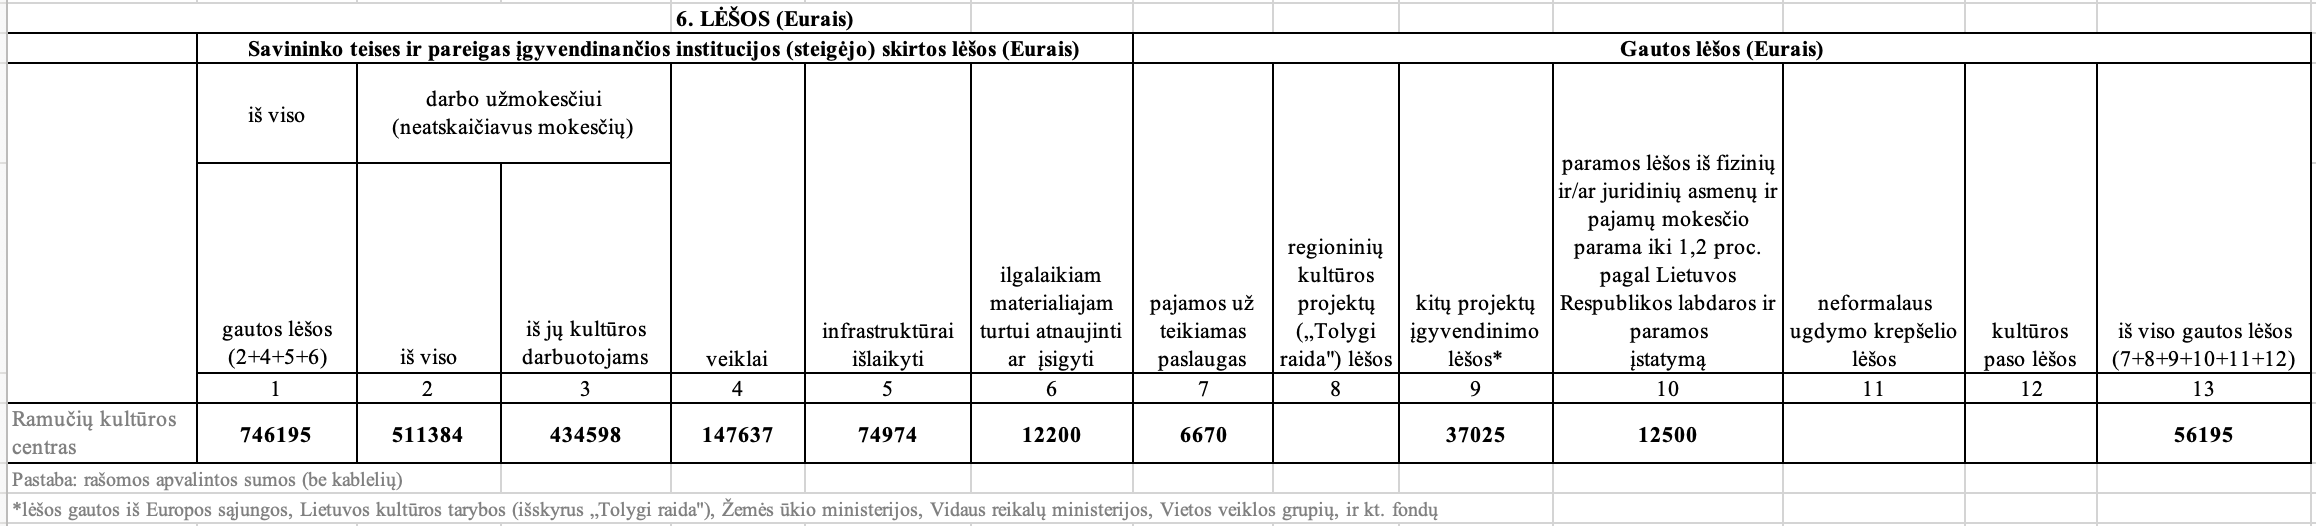 6. LĖŠOS (Eurais)
Savininko teises ir pareigas įgyvendinančios institucijos (steigėjo) skirtos lėšos (Eurais)
Gautos lėšos (Eurais)
iš viso
darbo užmokesčiui
(neatskaičiavus mokesčių)
gautos lėšos
(2+4+5+6)
iš viso
iš jų kultūros
darbuotojams
veiklai
infrastruktūrai
išlaikyti
ilgalaikiam
materialiajam
turtui atnaujinti
ar įsigyti
pajamos už
teikiamas
paslaugas
regioninių
kultūros
projektų
(„Tolygi
raida") lėšos
kitų projektų
įgyvendinimo
lėšos*
paramos lėšos iš fizinių
ir/ar juridinių asmenų ir
pajamų mokesčio
parama iki 1,2 proc.
pagal Lietuvos
Respublikos labdaros ir
paramos
įstatymą
neformalaus
ugdymo krepšelio
lėšos
kultūros
paso lėšos
iš viso gautos lėšos
(7+8+9+10+11+12)
1 2 3 4 5 6 7 8 9 10 11 12 13
Ramučių kultūros
centras
746195 511384 434598 147637 74974 12200 6670 37025 12500 56195
Pastaba: rašomos apvalintos sumos (be kablelių)
*lėšos gautos iš Europos sąjungos, Lietuvos kultūros tarybos (išskyrus „Tolygi raida"), Žemės ūkio ministerijos, Vidaus reikalų ministerijos, Vietos veiklos grupių, ir kt. fondų